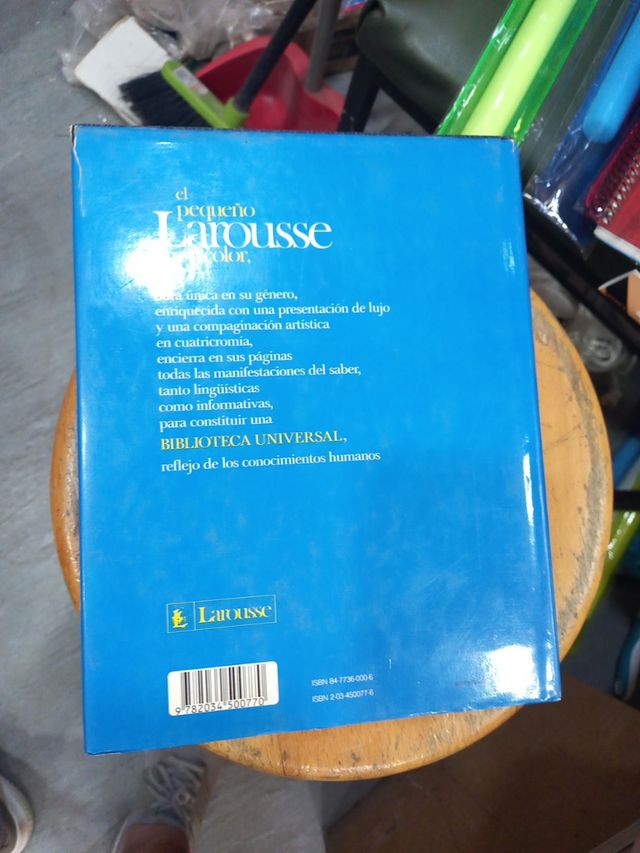 el
pequeño
Larousse
color,
única en su género,
enriquecida con una presentación de lujo
y una compaginación artística
en cuatricromía,
encierra en sus páginas
todas las manifestaciones del saber,
tanto lingüísticas
como informativas,
para constituir una
BIBLIOTECA UNIVERSAL,
reflejo de los conocimientos humanos
Larousse
ISBN 84-7736-000-6
ISBN 2-03-450077-6
9 782034 500770